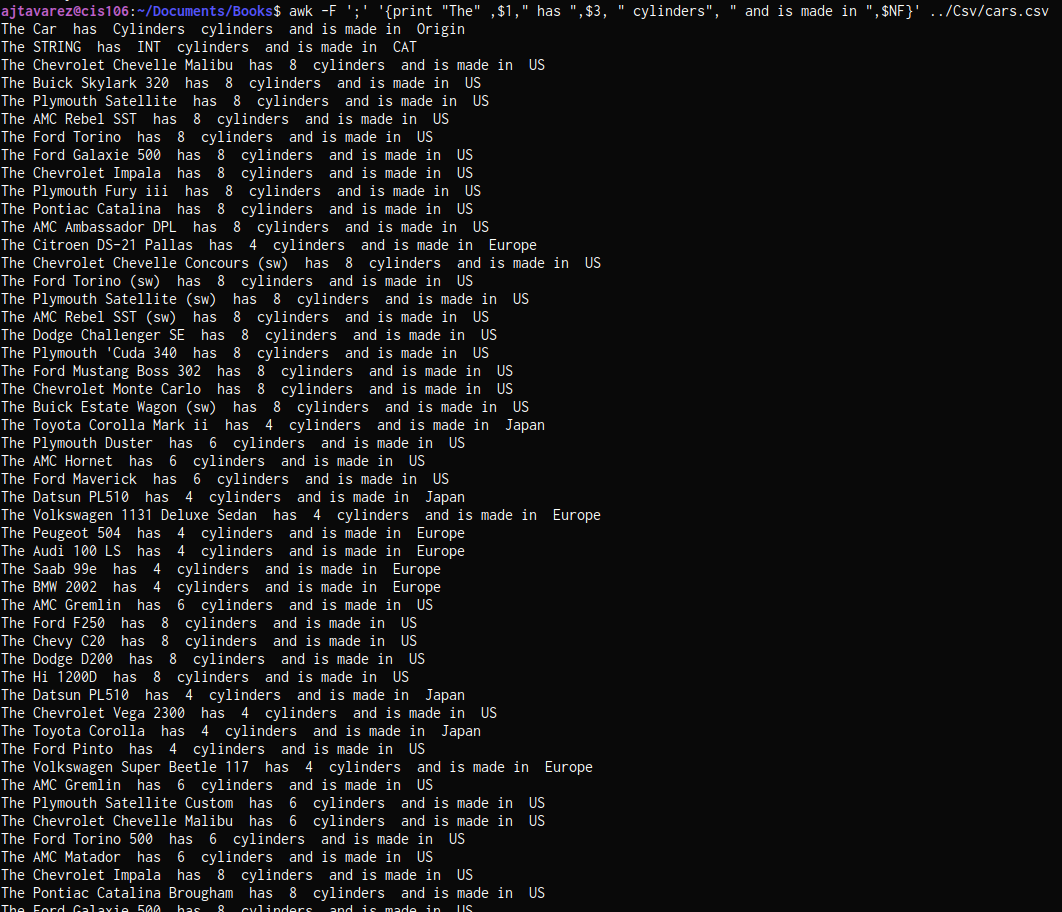 ajtavarez@cis106:~/Documents/Books$ awk -F ';' '{print "The" ,$1," has ",$3, " cylinders", " and is made in ",$NF}' ../Csv/cars.csv
The Car  has  Cylinders  cylinders  and is made in  Origin
The STRING  has  INT  cylinders  and is made in  CAT
The Chevrolet Chevelle Malibu  has  8  cylinders  and is made in  US
The Buick Skylark 320  has  8  cylinders  and is made in  US
The Plymouth Satellite  has  8  cylinders  and is made in  US
The AMC Rebel SST  has  8  cylinders  and is made in  US
The Ford Torino  has  8  cylinders  and is made in  US
The Ford Galaxie 500  has  8  cylinders  and is made in  US
The Chevrolet Impala  has  8  cylinders  and is made in  US
The Plymouth Fury iii  has  8  cylinders  and is made in  US
The Pontiac Catalina  has  8  cylinders  and is made in  US
The AMC Ambassador DPL  has  8  cylinders  and is made in  US
The Citroen DS-21 Pallas  has  4  cylinders  and is made in  Europe
The Chevrolet Chevelle Concours (sw)  has  8  cylinders  and is made in  US
The Ford Torino (sw)  has  8  cylinders  and is made in  US
The Plymouth Satellite (sw)  has  8  cylinders  and is made in  US
The AMC Rebel SST (sw)  has  8  cylinders  and is made in  US
The Dodge Challenger SE  has  8  cylinders  and is made in  US
The Plymouth 'Cuda 340  has  8  cylinders  and is made in  US
The Ford Mustang Boss 302  has  8  cylinders  and is made in  US
The Chevrolet Monte Carlo  has  8  cylinders  and is made in  US
The Buick Estate Wagon (sw)  has  8  cylinders  and is made in  US
The Toyota Corolla Mark ii  has  4  cylinders  and is made in  Japan
The Plymouth Duster  has  6  cylinders  and is made in  US
The AMC Hornet  has  6  cylinders  and is made in  US
The Ford Maverick  has  6  cylinders  and is made in  US
The Datsun PL510  has  4  cylinders  and is made in  Japan
The Volkswagen 1131 Deluxe Sedan  has  4  cylinders  and is made in  Europe
The Peugeot 504  has  4  cylinders  and is made in  Europe
The Audi 100 LS  has  4  cylinders  and is made in  Europe
The Saab 99e  has  4  cylinders  and is made in  Europe
The BMW 2002  has  4  cylinders  and is made in  Europe
The AMC Gremlin  has  6  cylinders  and is made in  US
The Ford F250  has  8  cylinders  and is made in  US
The Chevy C20  has  8  cylinders  and is made in  US
The Dodge D200  has  8  cylinders  and is made in  US
The Hi 1200D  has  8  cylinders  and is made in  US
The Datsun PL510  has  4  cylinders  and is made in  Japan
The Chevrolet Vega 2300  has  4  cylinders  and is made in  US
The Toyota Corolla  has  4  cylinders  and is made in  Japan
The Ford Pinto  has  4  cylinders  and is made in  US
The Volkswagen Super Beetle 117  has  4  cylinders  and is made in  Europe
The AMC Gremlin  has  6  cylinders  and is made in  US
The Plymouth Satellite Custom  has  6  cylinders  and is made in  US
The Chevrolet Chevelle Malibu  has  6  cylinders  and is made in  US
The Ford Torino 500  has  6  cylinders  and is made in  US
The AMC Matador  has  6  cylinders  and is made in  US
The Chevrolet Impala  has  8  cylinders  and is made in  US
The Pontiac Catalina Brougham  has  8  cylinders  and is made in  US
The Ford Galaxie 500  has  8  cylinders  and is made in  US